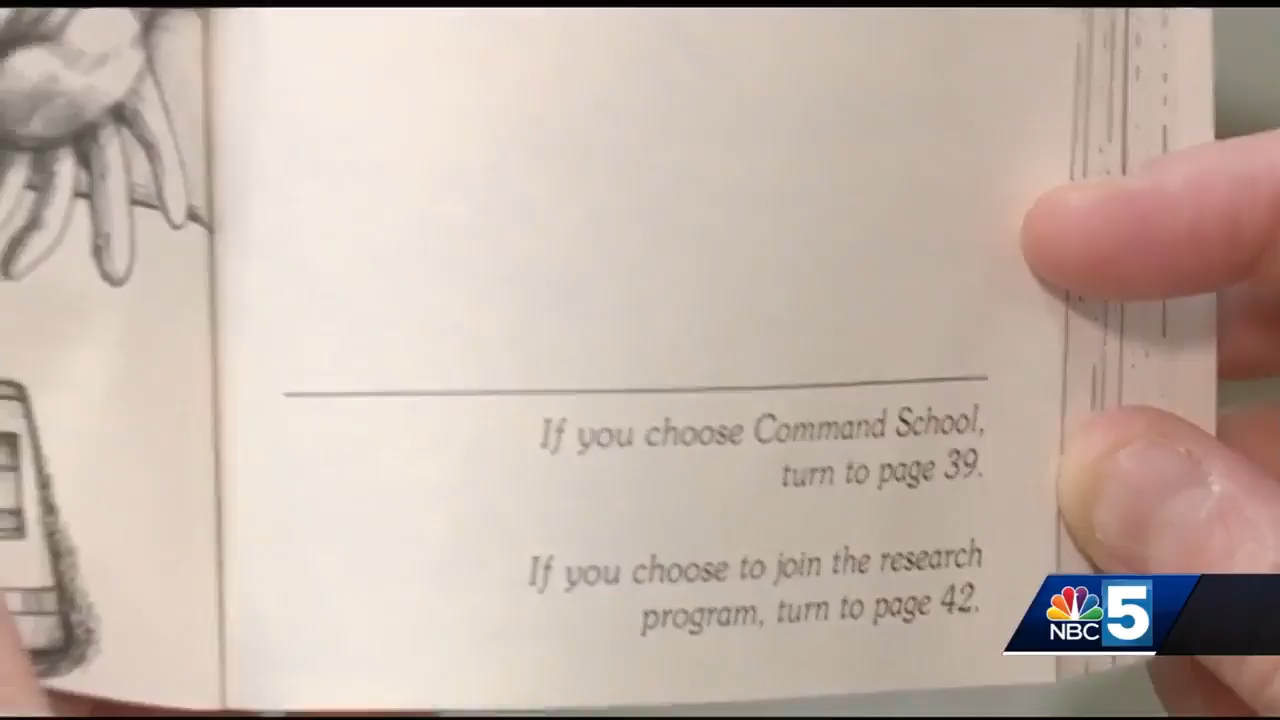 If you choose Command School,
turn to page 39.
If you choose to join the research
program, turn to page 42.
NBC 5